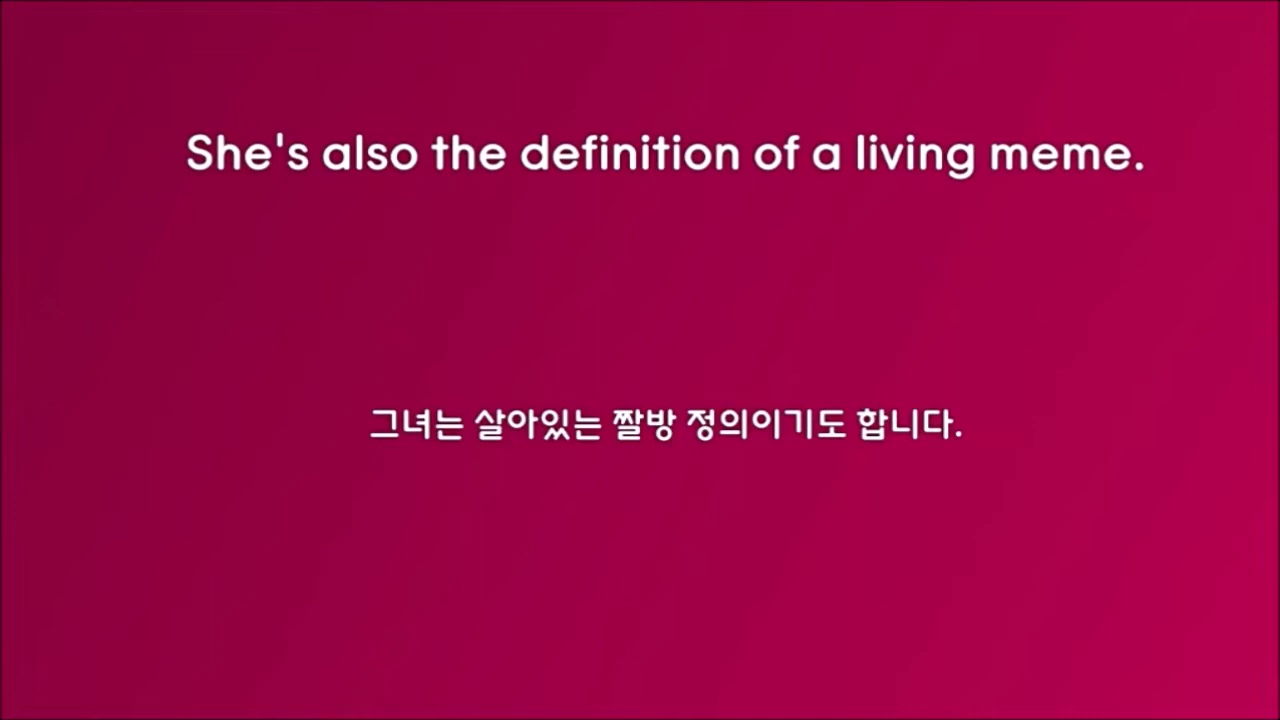 She's also the definition of a living meme.
그녀는 살아있는 짤방 정의이기도 합니다.